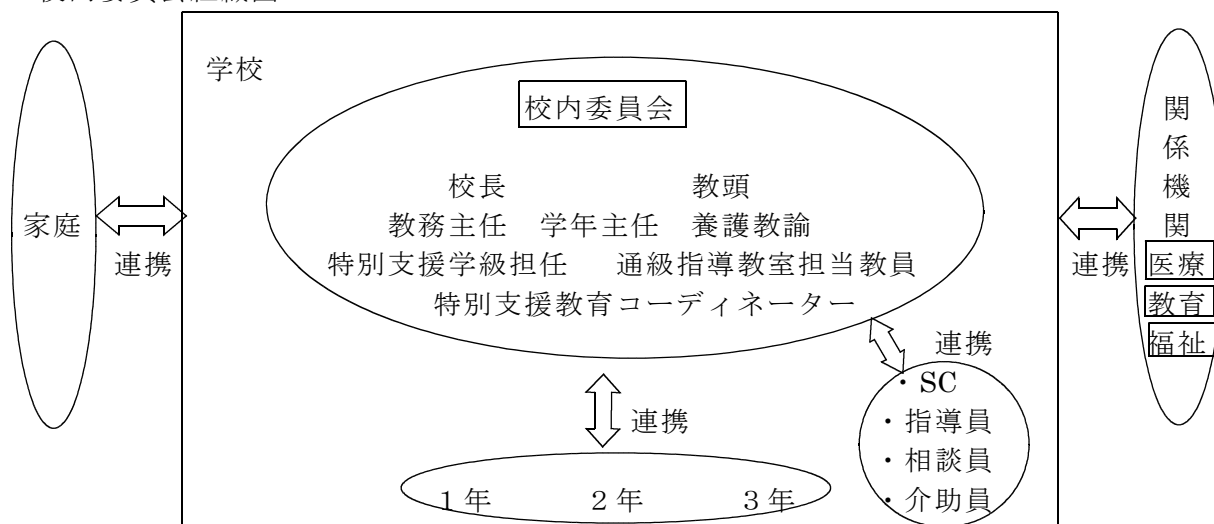 学校
校内委員会
校長 教頭
教務主任 学年主任 養護教諭
特別支援学級担任 通級指導教室担当教員
特別支援教育コーディネーター
家庭
連携
連携
関係機関
医療
教育
福祉
連携
・SC
・指導員
・相談員
・介助員
連携
1年 2年 3年